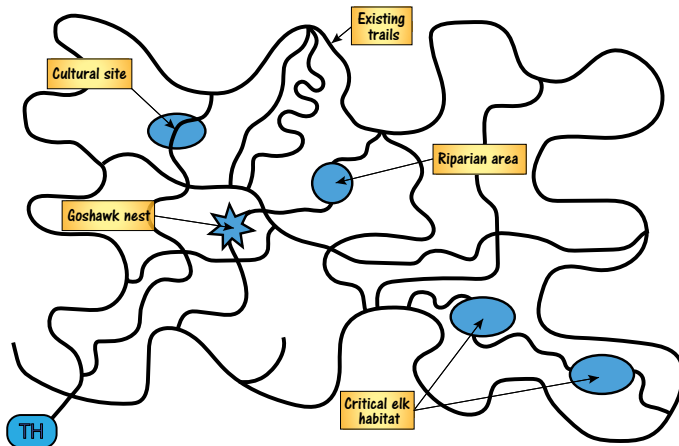 Existing
trails
Cultural site
Riparian area
Goshawk nest
Critical elk
habitat
TH